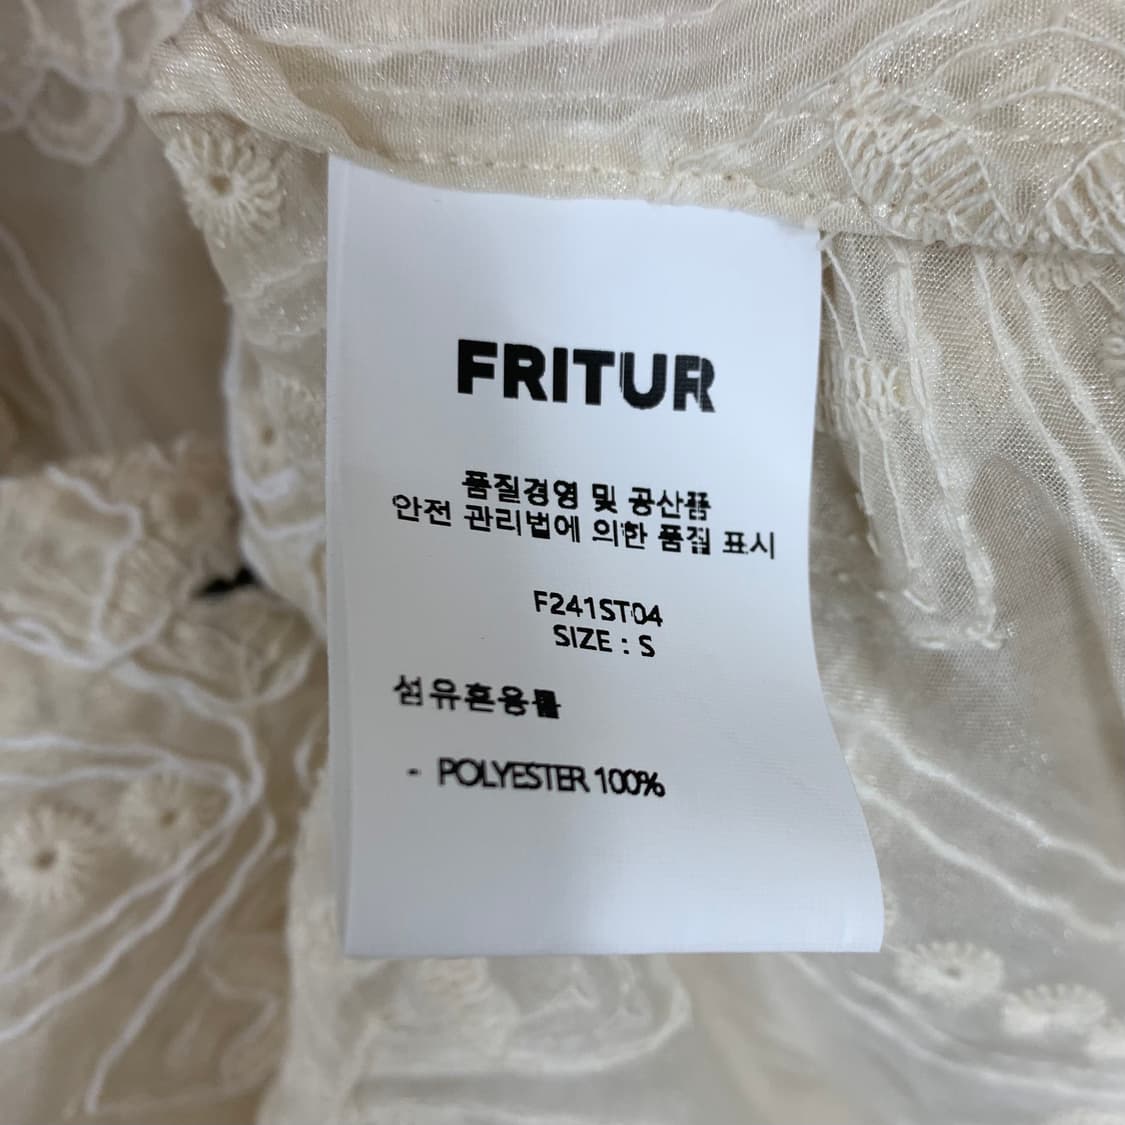 FRITUR
품질경영 및 공산품
안전 관리법에 의한 품질 표시
F241ST04
SIZE : S
섬유혼용률
- POLYESTER 100%